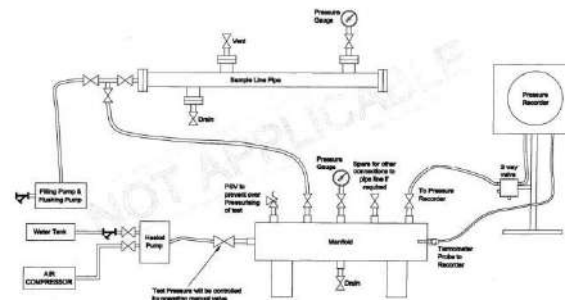 Pressure
Gauge
Vent
Sample Line Pipe
Drain
Pressure
Recorder
NOT APPLICABLE
Pressure
Gauge
Spare for other
connections to
pipe line if
required
3 way
valve
To Pressure
Recorder
PSV to
prevent over
Pressurising
of test
Filling Pump &
Flushing Pump
Water Tank
Haskel
Pump
Manifold
Termometer
Probe to
Recorder
AIR
COMPRESSOR
Drain
Test Pressure will be controlled
by operating manual valve